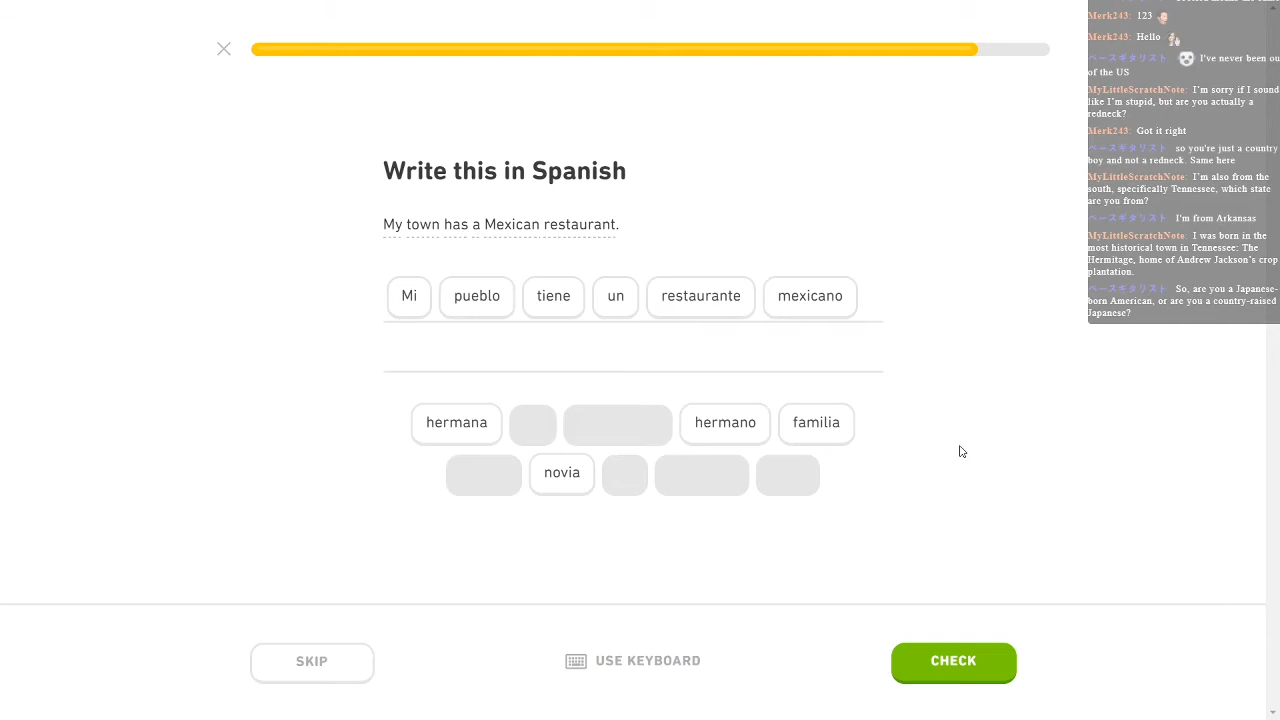 Write this in Spanish
My town has a Mexican restaurant.
Mi pueblo tiene un restaurante mexicano
hermana hermano familia
novia
SKIP
USE KEYBOARD
CHECK
Merk243: 123
Merk243: Hello
ベースギタリスト I've never been ou
of the US
MyLittleScratchNote: I'm sorry if I sound
like I'm stupid, but are you actually a
redneck?
Merk243: Got it right
ベースギタリスト so you're just a country
boy and not a redneck. Same here
MyLittleScratchNote: I'm also from the
south, specifically Tennessee, which state
are you from?
ベースギタリスト I'm from Arkansas
MyLittleScratchNote: I was born in the
most historical town in Tennessee: The
Hermitage, home of Andrew Jackson's crop
plantation.
ベースギタリスト So, are you a Japanese-
born American, or are you a country-raised
Japanese?